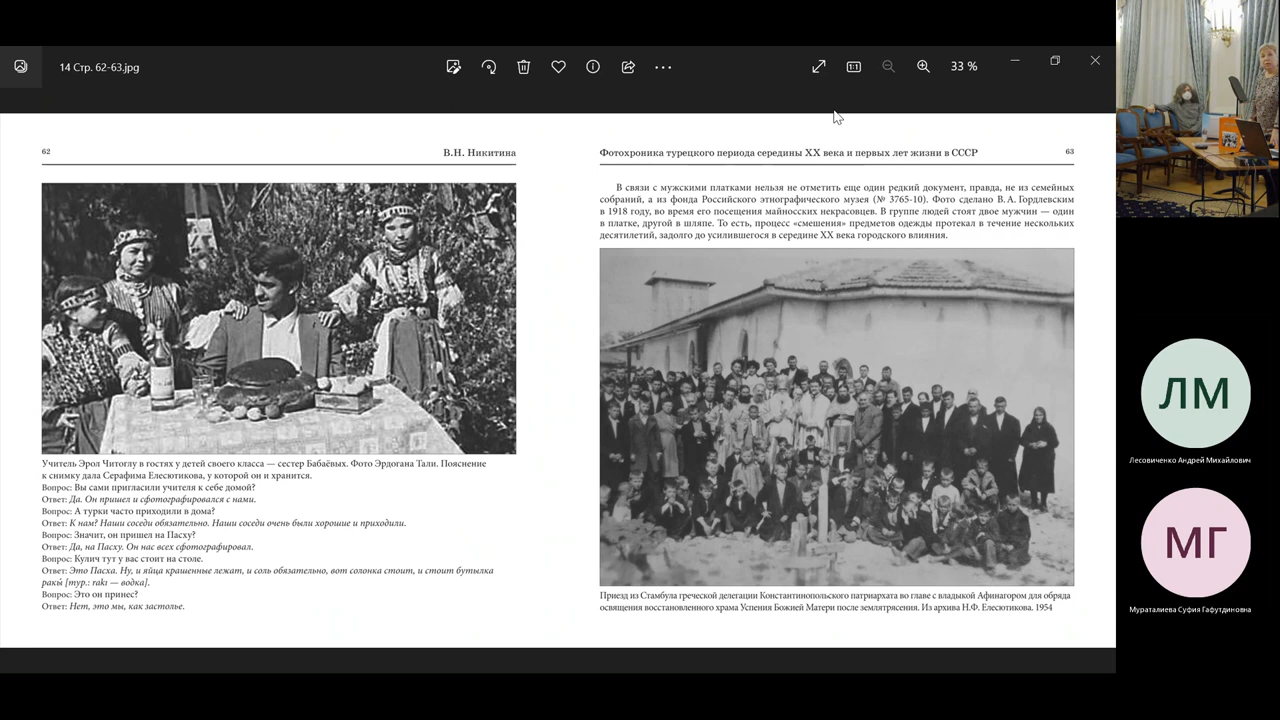 14 Стр. 62-63.jpg
33 %
62
В.Н. Никитина
Учитель Эрол Читоглу в гостях у детей своего класса — сестер Бабаёвых. Фото Эрдогана Тали. Пояснение
к снимку дала Серафима Елесютикова, у которой он и хранится.
Вопрос: Вы сами пригласили учителя к себе домой?
Ответ: Да. Он пришел и сфотографировался с нами.
Вопрос: А турки часто приходили в дома?
Ответ: К нам? Наши соседи обязательно. Наши соседи очень были хорошие и приходили.
Вопрос: Значит, он пришел на Пасху?
Ответ: Да, на Пасху. Он нас всех сфотографировал.
Вопрос: Кулич тут у вас стоит на столе.
Ответ: Это Пасха. Ну, и яйца крашенные лежат, и соль обязательно, вот солонка стоит, и стоит бутылка
ракы́ [тур.: rakı — водка].
Вопрос: Это он принес?
Ответ: Нет, это мы, как застолье.
Фотохроника турецкого периода середины XX века и первых лет жизни в СССР
63
В связи с мужскими платками нельзя не отметить еще один редкий документ, правда, не из семейных
собраний, а из фонда Российского этнографического музея (№ 3765-10). Фото сделано В. А. Гордлевским
в 1918 году, во время его посещения майносских некрасовцев. В группе людей стоят двое мужчин — один
в платке, другой в шляпе. То есть, процесс «смешения» предметов одежды протекал в течение нескольких
десятилетий, задолго до усилившегося в середине XX века городского влияния.
Приезд из Стамбула греческой делегации Константинопольского патриархата во главе с владыкой Афинагором для обряда
освящения восстановленного храма Успения Божией Матери после землятрясения. Из архива Н.Ф. Елесютикова. 1954
ЛМ
Лесовиченко Андрей Михайлович
МГ
Мураталиева Суфия Гафутдиновна